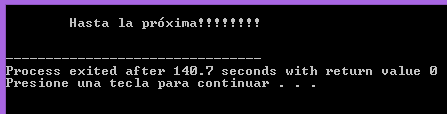 Hasta la próxima!!!!!!!!
--------------------------------
Process exited after 140.7 seconds with return value 0
Presione una tecla para continuar . . .